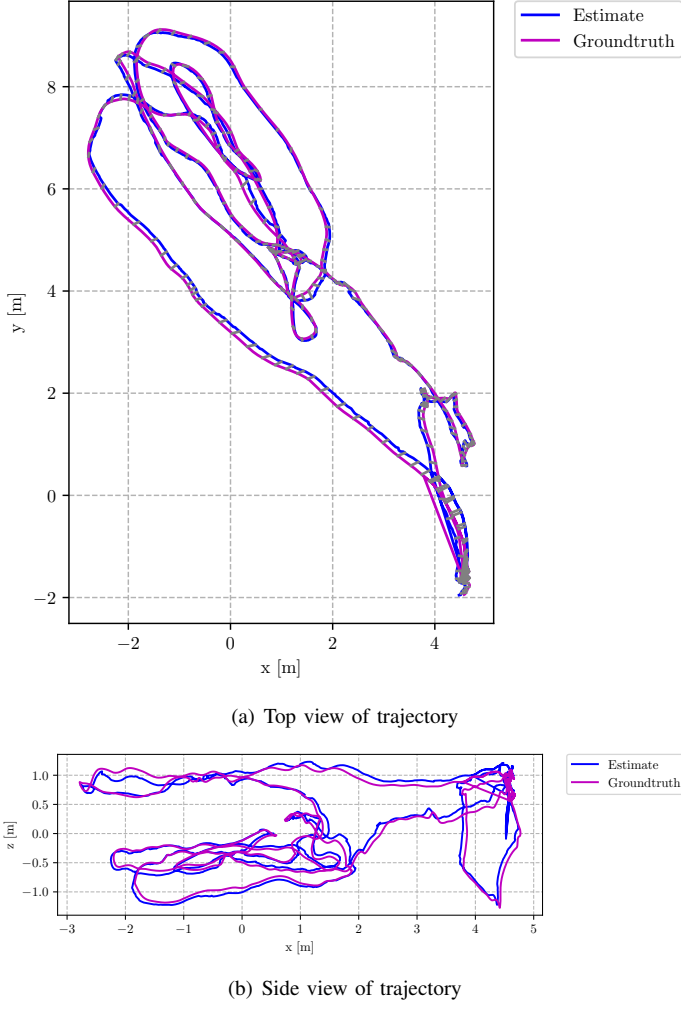 Estimate
Groundtruth
8
6
4
2
0
−2
y [m]
−2 0 2 4
x [m]
(a) Top view of trajectory
Estimate
Groundtruth
1.0
0.5
0.0
−0.5
−1.0
z [m]
−3 −2 −1 0 1 2 3 4 5
x [m]
(b) Side view of trajectory